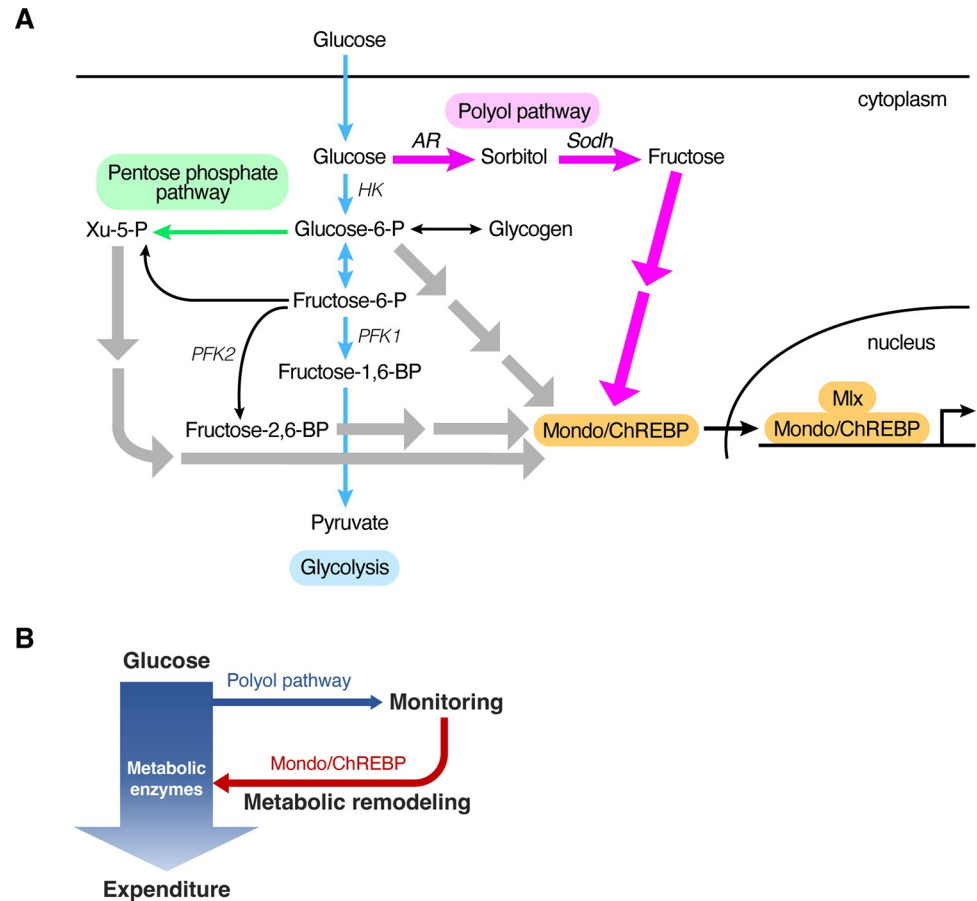 A
Glucose
cytoplasm
Polyol pathway
AR
Sodh
Glucose
Sorbitol
Fructose
Pentose phosphate
pathway
HK
Xu-5-P
Glucose-6-P
Glycogen
Fructose-6-P
PFK2
PFK1
nucleus
Fructose-1,6-BP
Mlx
Fructose-2,6-BP
Mondo/ChREBP
Mondo/ChREBP
Pyruvate
Glycolysis
B
Glucose
Polyol pathway
Monitoring
Metabolic
enzymes
Mondo/ChREBP
Metabolic remodeling
Expenditure